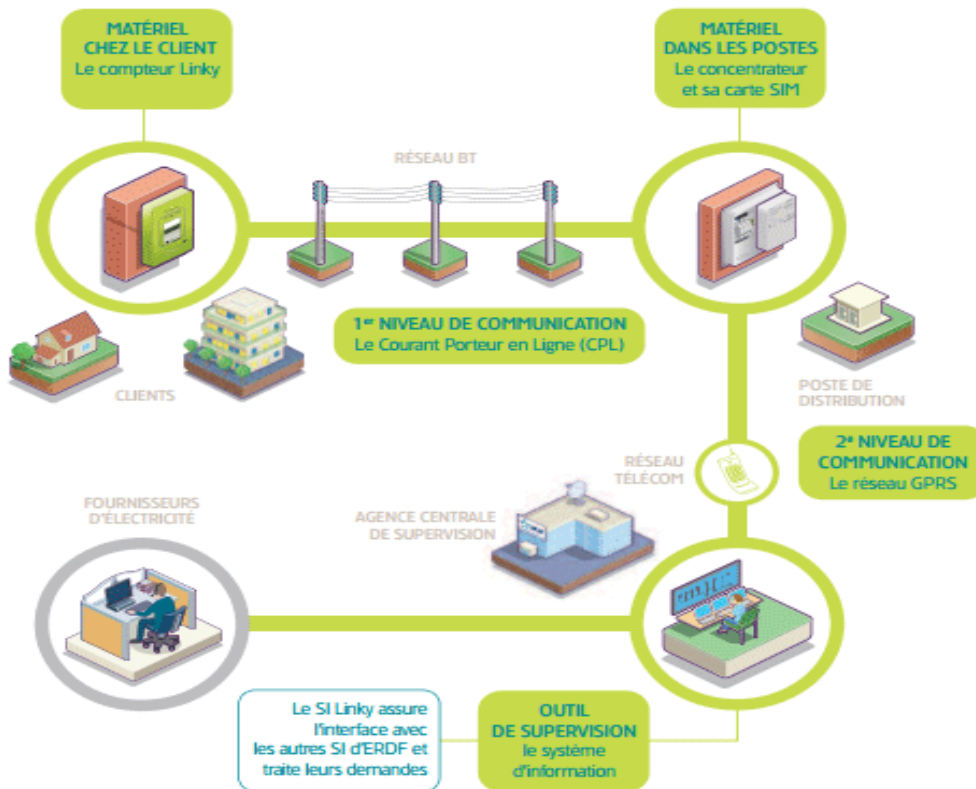 MATÉRIEL
CHEZ LE CLIENT
Le compteur Linky
MATÉRIEL
DANS LES POSTES
Le concentrateur
et sa carte SIM
RÉSEAU BT
1er NIVEAU DE COMMUNICATION
Le Courant Porteur en Ligne (CPL)
CLIENTS
POSTE DE
DISTRIBUTION
2e NIVEAU DE
COMMUNICATION
Le réseau GPRS
RÉSEAU
TÉLÉCOM
AGENCE CENTRALE
DE SUPERVISION
FOURNISSEURS
D'ÉLECTRICITÉ
Le SI Linky assure
l'interface avec
les autres SI d'ERDF et
traite leurs demandes
OUTIL
DE SUPERVISION
le système
d'information